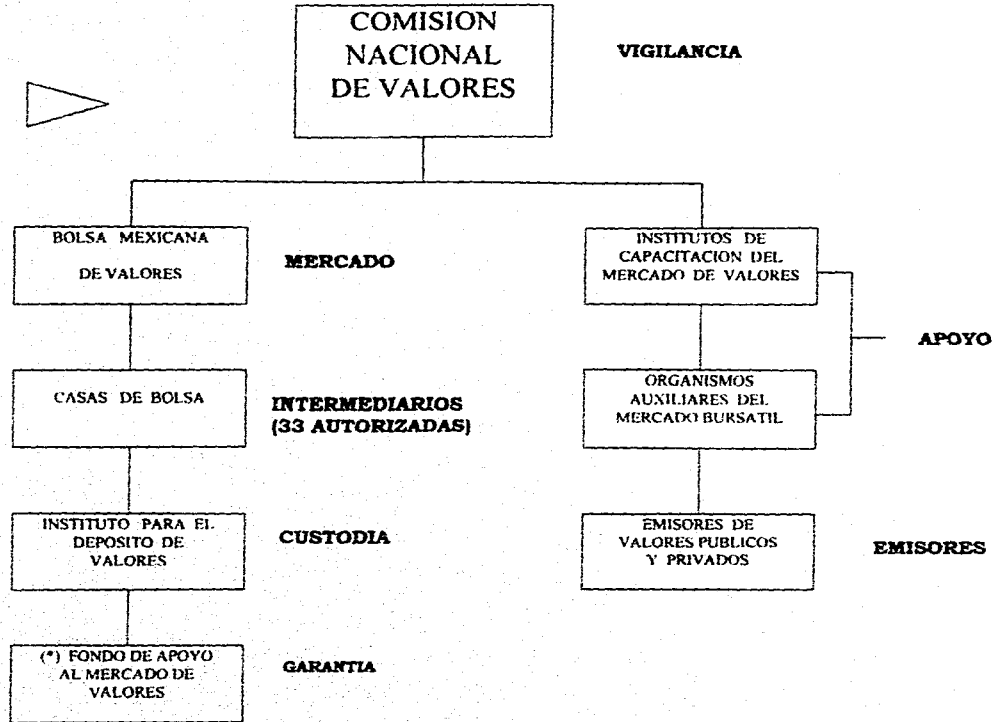 COMISION
NACIONAL
DE VALORES
VIGILANCIA
BOLSA MEXICANA
DE VALORES
MERCADO
INSTITUTOS DE
CAPACITACION DEL
MERCADO DE VALORES
APOYO
CASAS DE BOLSA
INTERMEDIARIOS
(33 AUTORIZADAS)
ORGANISMOS
AUXILIARES DEL
MERCADO BURSATIL
INSTITUTO PARA EL
DEPOSITO DE
VALORES
CUSTODIA
EMISORES DE
VALORES PUBLICOS
Y PRIVADOS
EMISORES
(*) FONDO DE APOYO
AL MERCADO DE
VALORES
GARANTIA